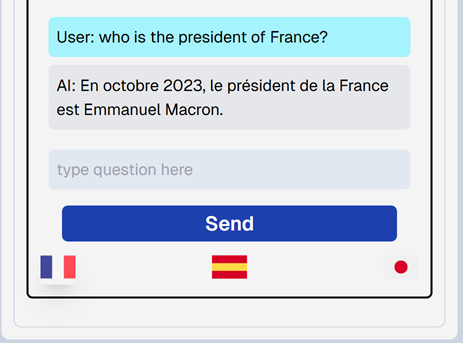 User: who is the president of France?
AI: En octobre 2023, le président de la France
est Emmanuel Macron.
type question here
Send